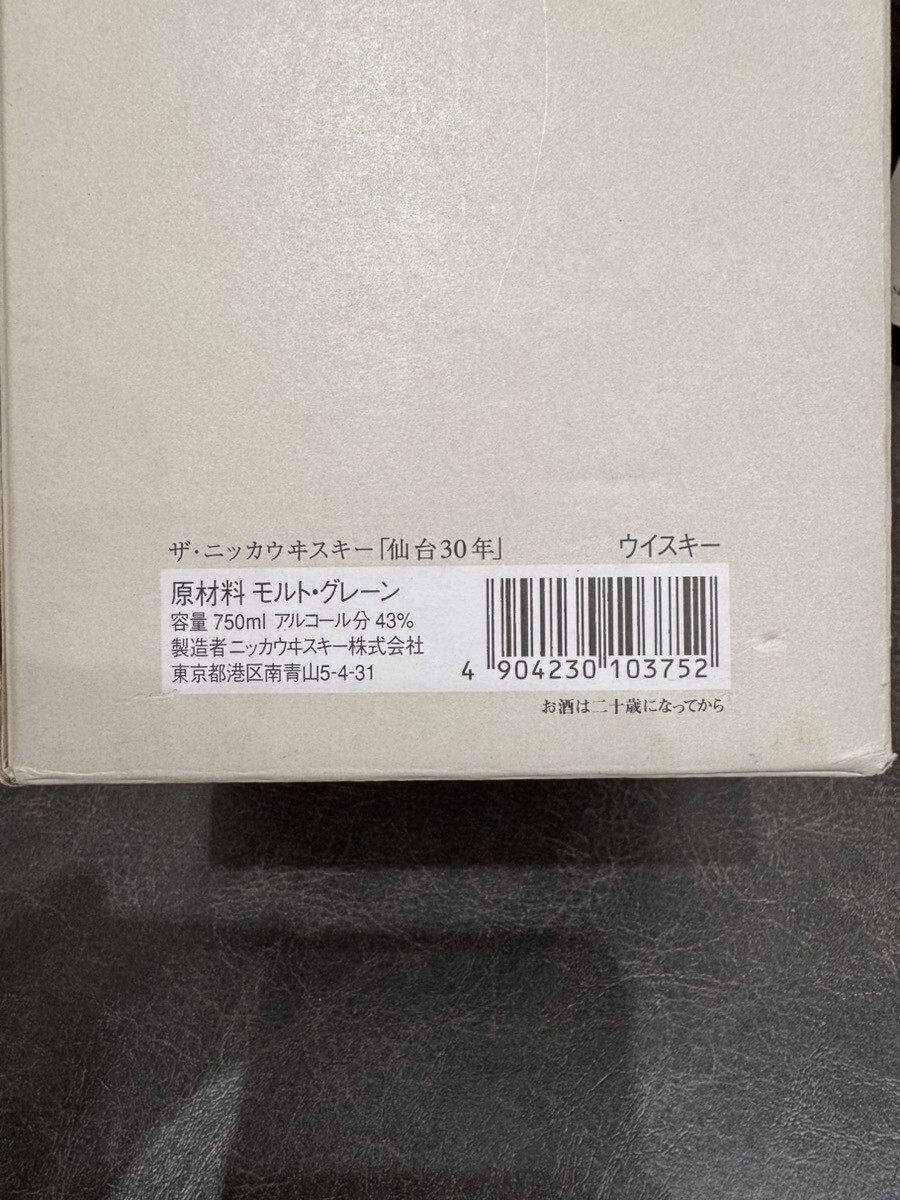 ザ・ニッカウヰスキー「仙台30年」 ウイスキー
原材料 モルト・グレーン
容量 750ml アルコール分 43%
製造者ニッカウヰスキー株式会社
東京都港区南青山5-4-31
4 904230 103752
お酒は二十歳になってから